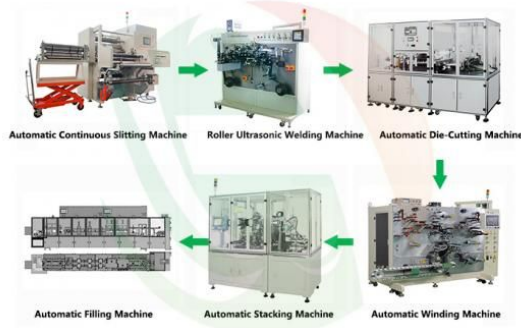 Automatic Continuous Slitting Machine
Roller Ultrasonic Welding Machine
Automatic Die-Cutting Machine
Automatic Winding Machine
Automatic Stacking Machine
Automatic Filling Machine